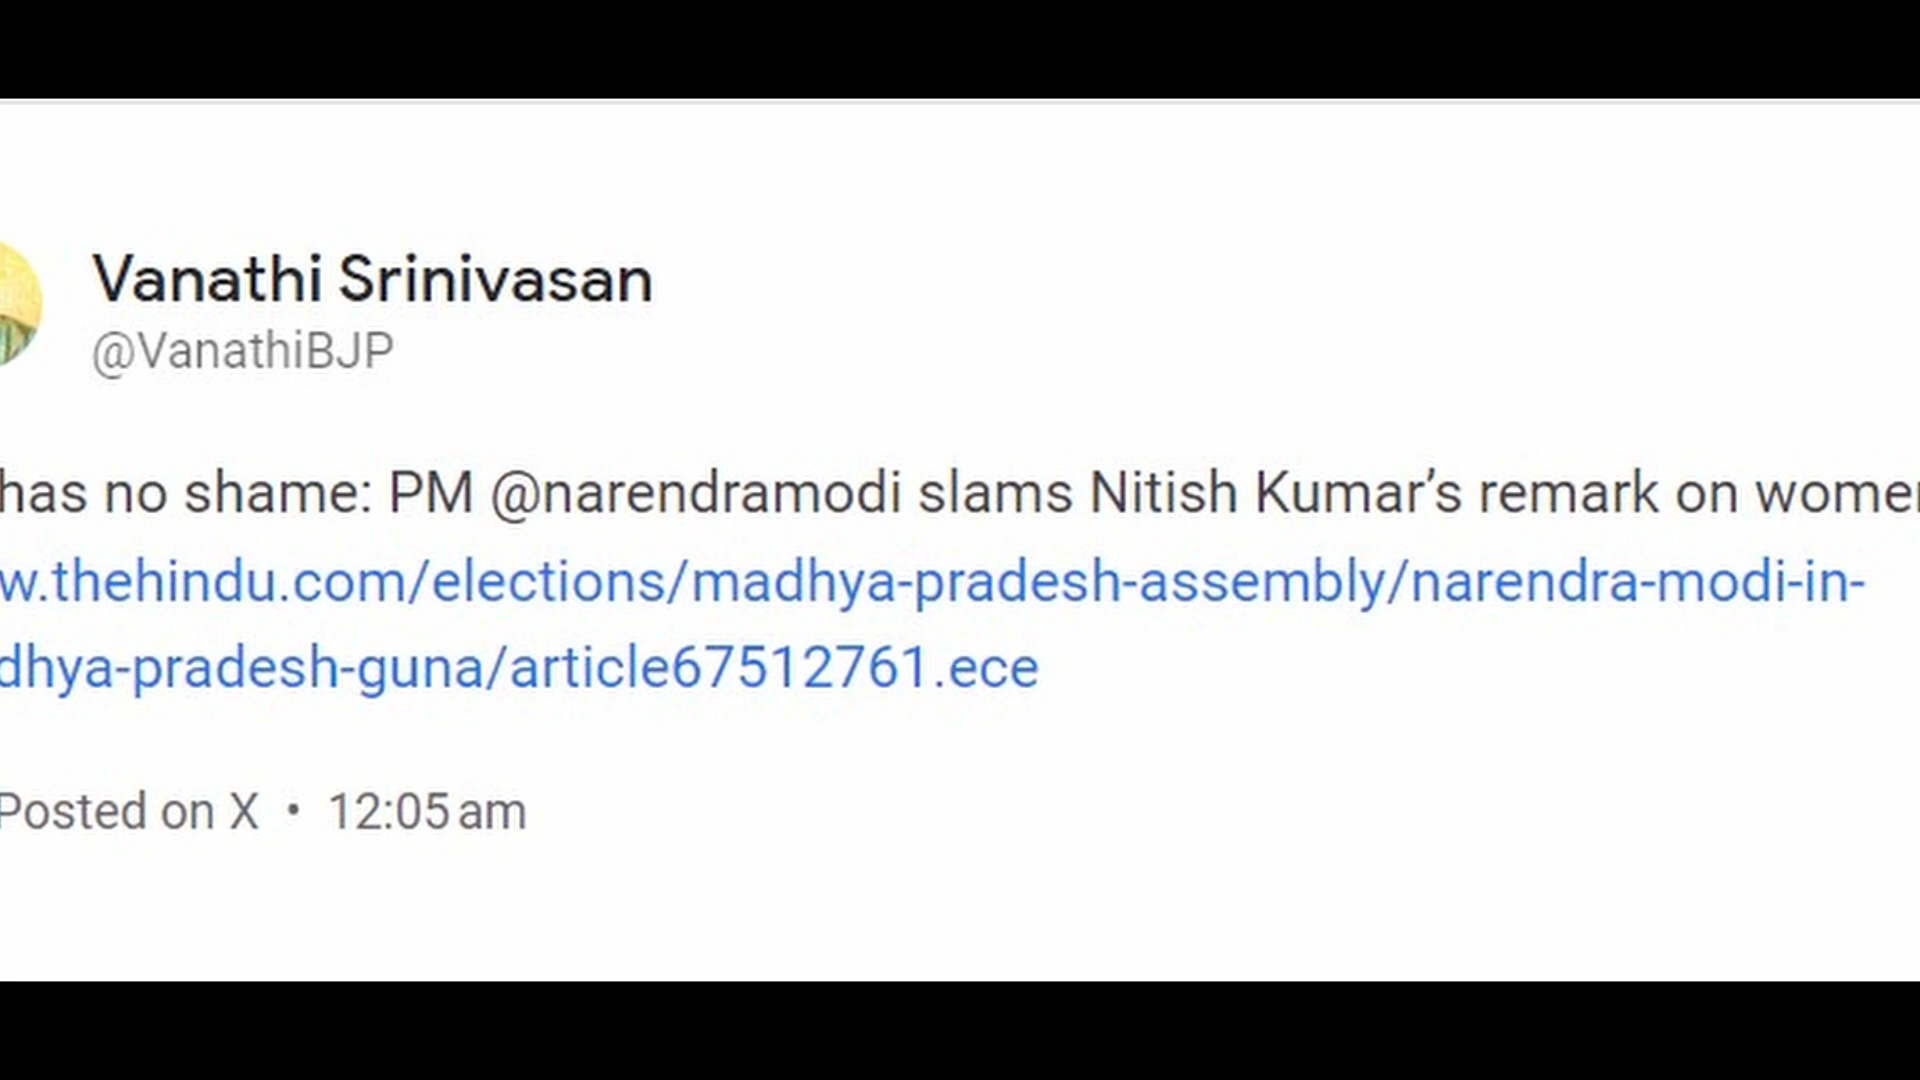 Vanathi Srinivasan
@VanathiBJP
has no shame: PM @narendramodi slams Nitish Kumar’s remark on
w.thehindu.com/elections/madhya-pradesh-assembly/narendra-modi-in-
dhya-pradesh-guna/article67512761.ece
Posted on X • 12:05 am